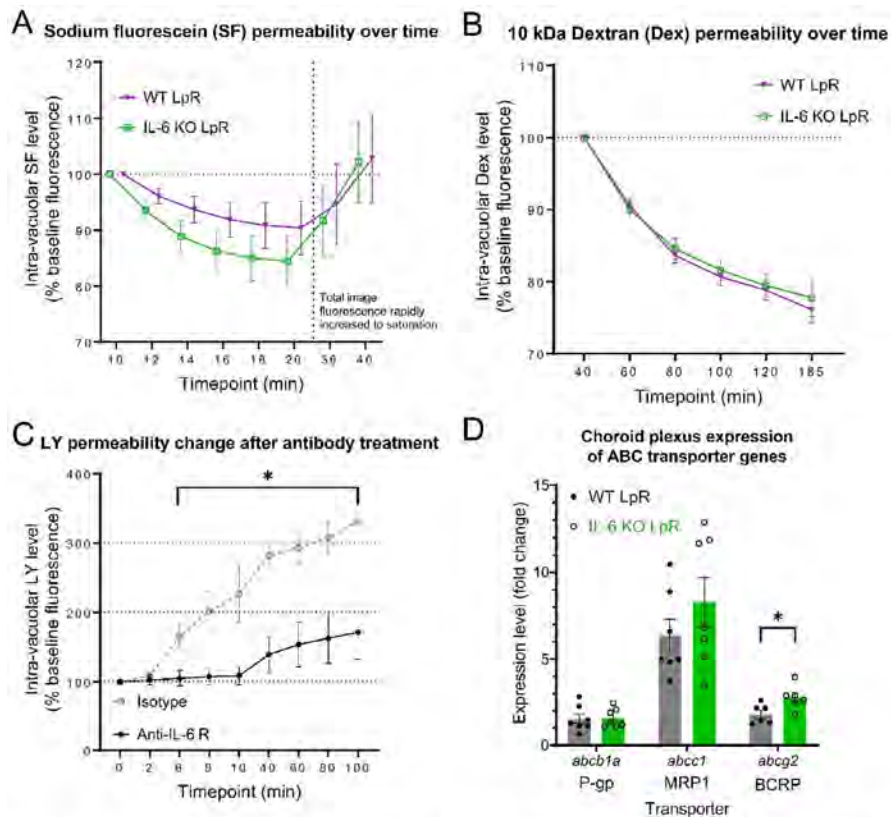 A
Sodium fluorescein (SF) permeability over time
Intra-vacuolar SF level
(% baseline fluorescence)
120
110
100
90
80
70
WT LpR
IL-6 KO LpR
Total image
fluorescence rapidly
increased to saturation
10 12 14 16 18 20 30 40
Timepoint (min)
B
10 kDa Dextran (Dex) permeability over time
Intra-vacuolar Dex level
(% baseline fluorescence)
110
100
90
80
70
WT LpR
IL-6 KO LpR
40 60 80 100 120 185
Timepoint (min)
C
LY permeability change after antibody treatment
Intra-vacuolar LY level
(% baseline fluorescence)
400
300
200
100
0
*
Isotype
Anti-IL-6 R
0 2 6 8 10 40 60 80 100
Timepoint (min)
D
Choroid plexus expression
of ABC transporter genes
Expression level (fold change)
15
10
5
0
WT LpR
IL-6 KO LpR
*
abcb1a abcc1 abcg2
P-gp MRP1 BCRP
Transporter